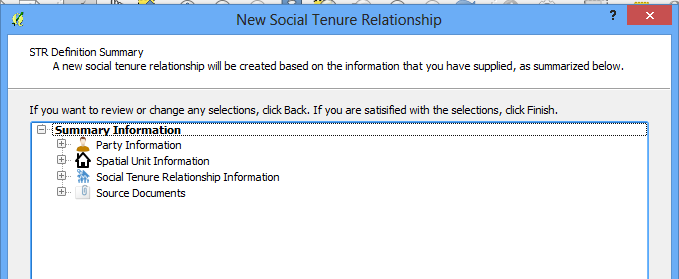 New Social Tenure Relationship
?
STR Definition Summary
A new social tenure relationship will be created based on the information that you have supplied, as summarized below.
If you want to review or change any selections, click Back. If you are satisified with the selections, click Finish.
Summary Information
Party Information
Spatial Unit Information
Social Tenure Relationship Information
Source Documents